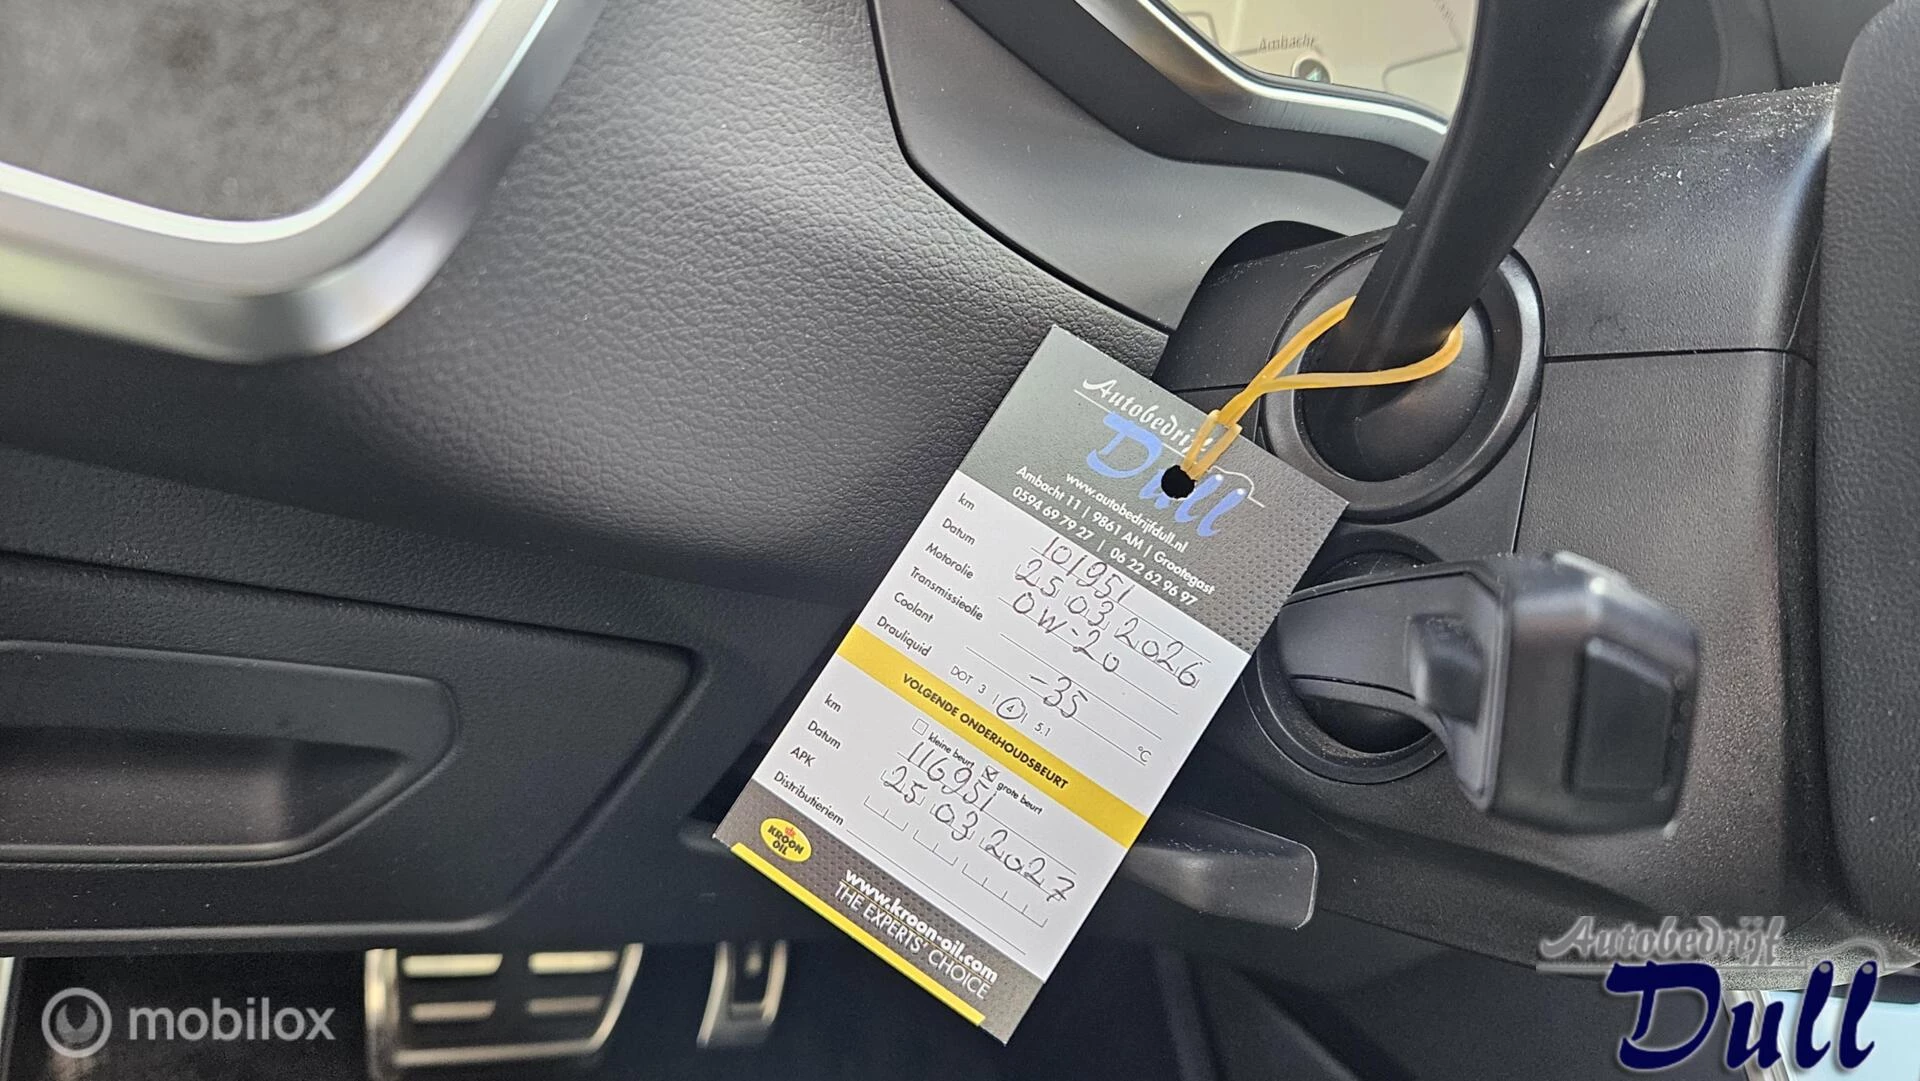 Ambacht
Autobedrijf
Dull
www.autobedrijfdull.nl
Ambacht 11 | 9861 AM | Grootegast
0594 69 79 27 | 06 22 62 96 97
km 101951
Datum 25 03 2026
Motorolie 0W-20
Transmissieolie
Coolant -35 °C
Drauliquid DOT 3 | 4 | 5.1
VOLGENDE ONDERHOUDSBEURT
kleine beurt grote beurt
km 116951
Datum 25 03 2027
APK
Distributieriem
KROON OIL
www.kroon-oil.com
THE EXPERTS' CHOICE
mobilox
Autobedrijf
Dull